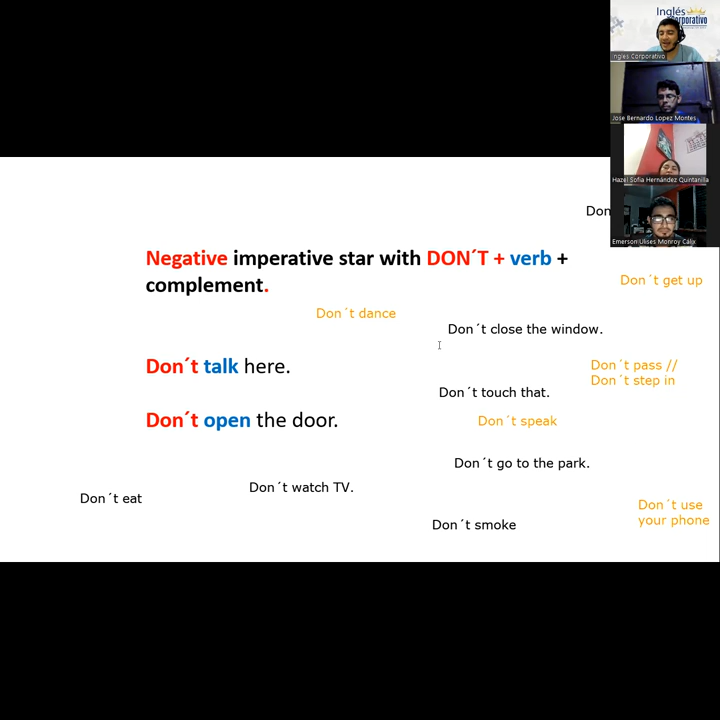 Inglés
Corporativo
Ingles Corporativo
Jose Bernardo Lopez Montes
Hazel Sofia Hernández Quintanilla
Emerson Ulises Monroy Cálix
Don
Negative imperative star with DON´T + verb +
complement.
Don´t get up
Don´t dance
Don´t close the window.
Don´t talk here.
Don´t pass //
Don´t step in
Don´t touch that.
Don´t open the door.
Don´t speak
Don´t go to the park.
Don´t watch TV.
Don´t eat
Don´t use
your phone
Don´t smoke